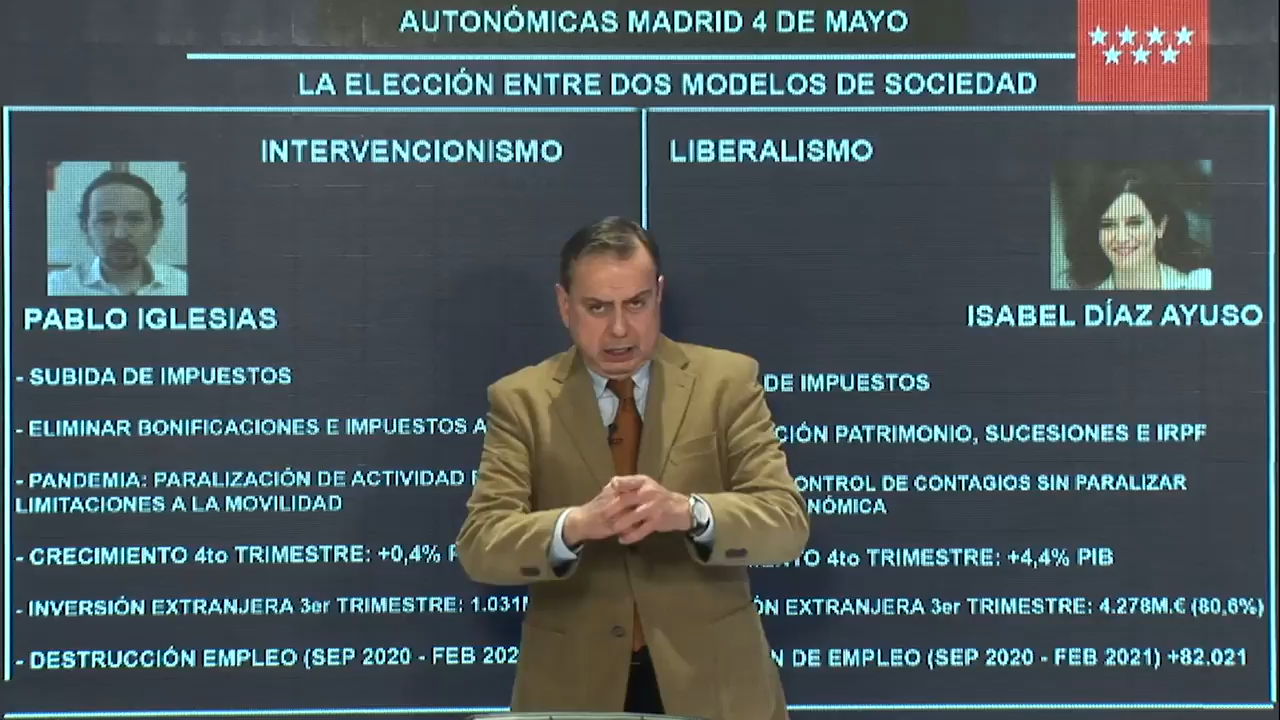 AUTONÓMICAS MADRID 4 DE MAYO
LA ELECCIÓN ENTRE DOS MODELOS DE SOCIEDAD
INTERVENCIONISMO
PABLO IGLESIAS
- SUBIDA DE IMPUESTOS
- ELIMINAR BONIFICACIONES E IMPUESTOS
- PANDEMIA: PARALIZACIÓN DE ACTIVIDAD
LIMITACIONES A LA MOVILIDAD
- CRECIMIENTO 4to TRIMESTRE: +0,4%
- INVERSIÓN EXTRANJERA 3er TRIMESTRE: 1.031
- DESTRUCCIÓN EMPLEO (SEP 2020 - FEB
LIBERALISMO
ISABEL DÍAZ AYUSO
DE IMPUESTOS
PATRIMONIO, SUCESIONES E IRPF
DE CONTAGIOS SIN PARALIZAR
4to TRIMESTRE: +4,4% PIB
EXTRANJERA 3er TRIMESTRE: 4.278M.€ (80,6%)
DE EMPLEO (SEP 2020 - FEB 2021) +82.021